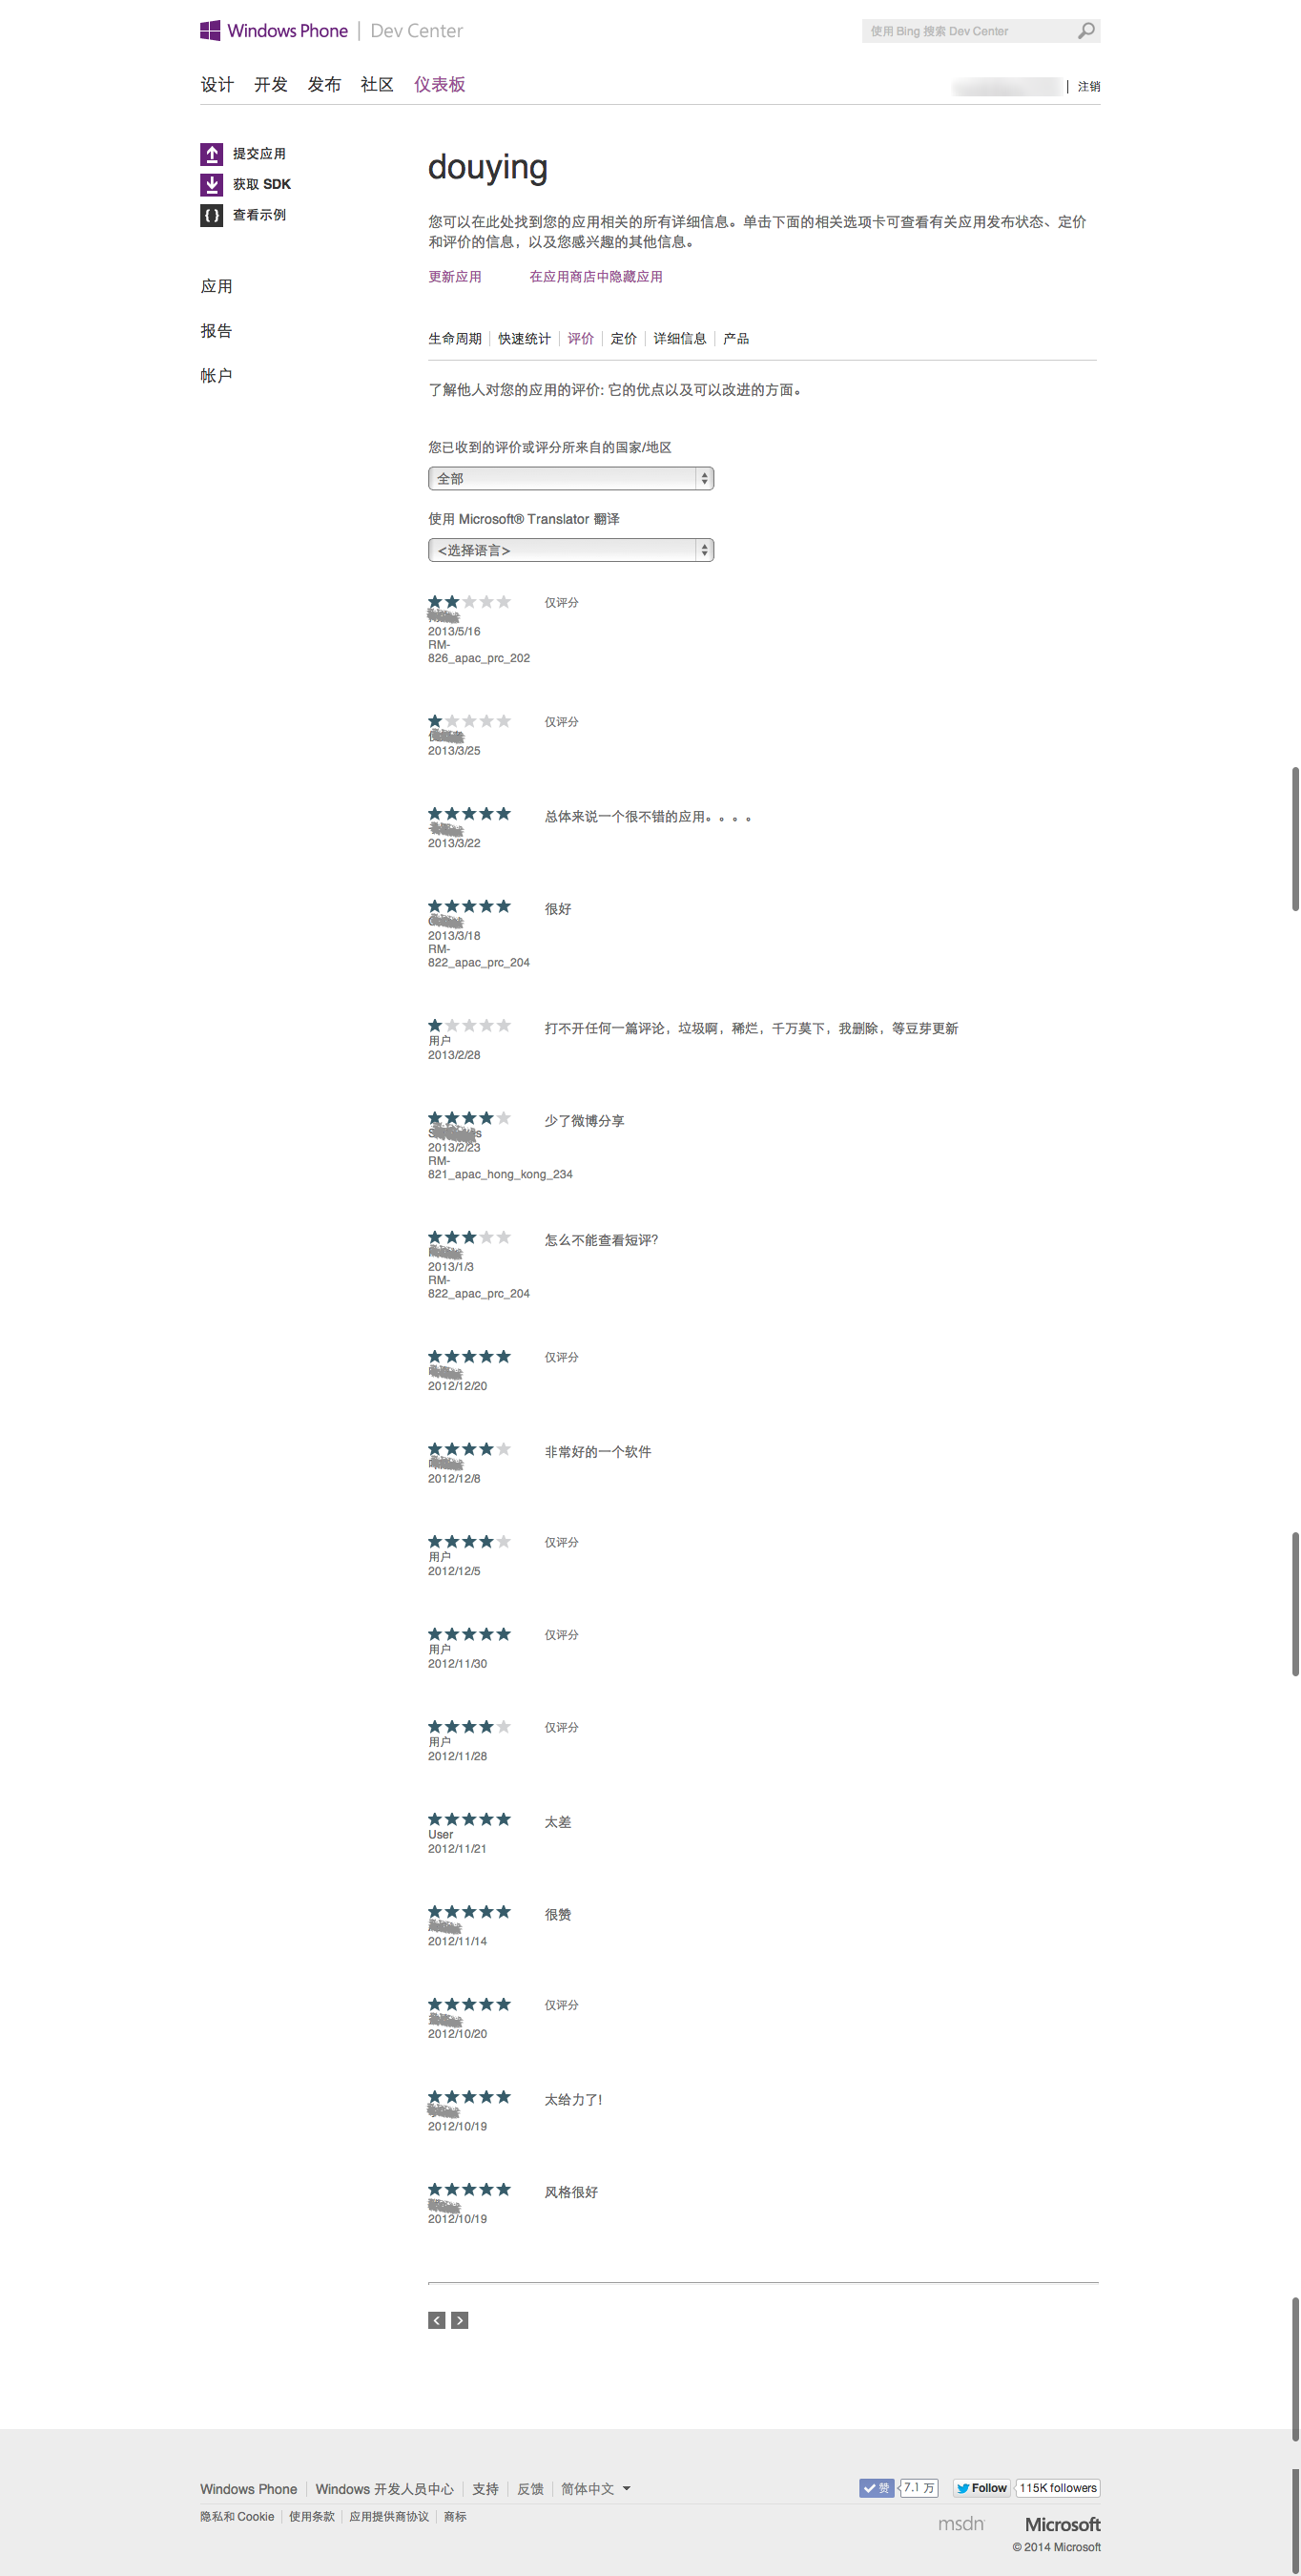 Windows Phone | Dev Center
使用 Bing 搜索 Dev Center
设计 开发 发布 社区 仪表板
注销
提交应用
获取 SDK
查看示例
应用
报告
帐户
douying
您可以在此处找到您的应用相关的所有详细信息。单击下面的相关选项卡可查看有关应用发布状态、定价
和评价的信息，以及您感兴趣的其他信息。
更新应用 在应用商店中隐藏应用
生命周期 快速统计 评价 定价 详细信息 产品
了解他人对您的应用的评价: 它的优点以及可以改进的方面。
您已收到的评价或评分所来自的国家/地区
全部
使用 Microsoft® Translator 翻译
<选择语言>
仅评分
2013/5/16
RM-
826_apac_prc_202
仅评分
2013/3/25
总体来说一个很不错的应用。。。。
2013/3/22
很好
2013/3/18
RM-
822_apac_prc_204
打不开任何一篇评论，垃圾啊，稀烂，千万莫下，我删除，等豆芽更新
用户
2013/2/28
少了微博分享
2013/2/23
RM-
821_apac_hong_kong_234
怎么不能查看短评?
2013/1/3
RM-
822_apac_prc_204
仅评分
2012/12/20
非常好的一个软件
2012/12/8
仅评分
用户
2012/12/5
仅评分
用户
2012/11/30
仅评分
用户
2012/11/28
太差
User
2012/11/21
很赞
2012/11/14
仅评分
2012/10/20
太给力了!
2012/10/19
风格很好
2012/10/19
Windows Phone Windows 开发人员中心 支持 反馈 简体中文
赞 7.1 万 Follow 115K followers
隐私和 Cookie 使用条款 应用提供商协议 商标
msdn Microsoft
© 2014 Microsoft